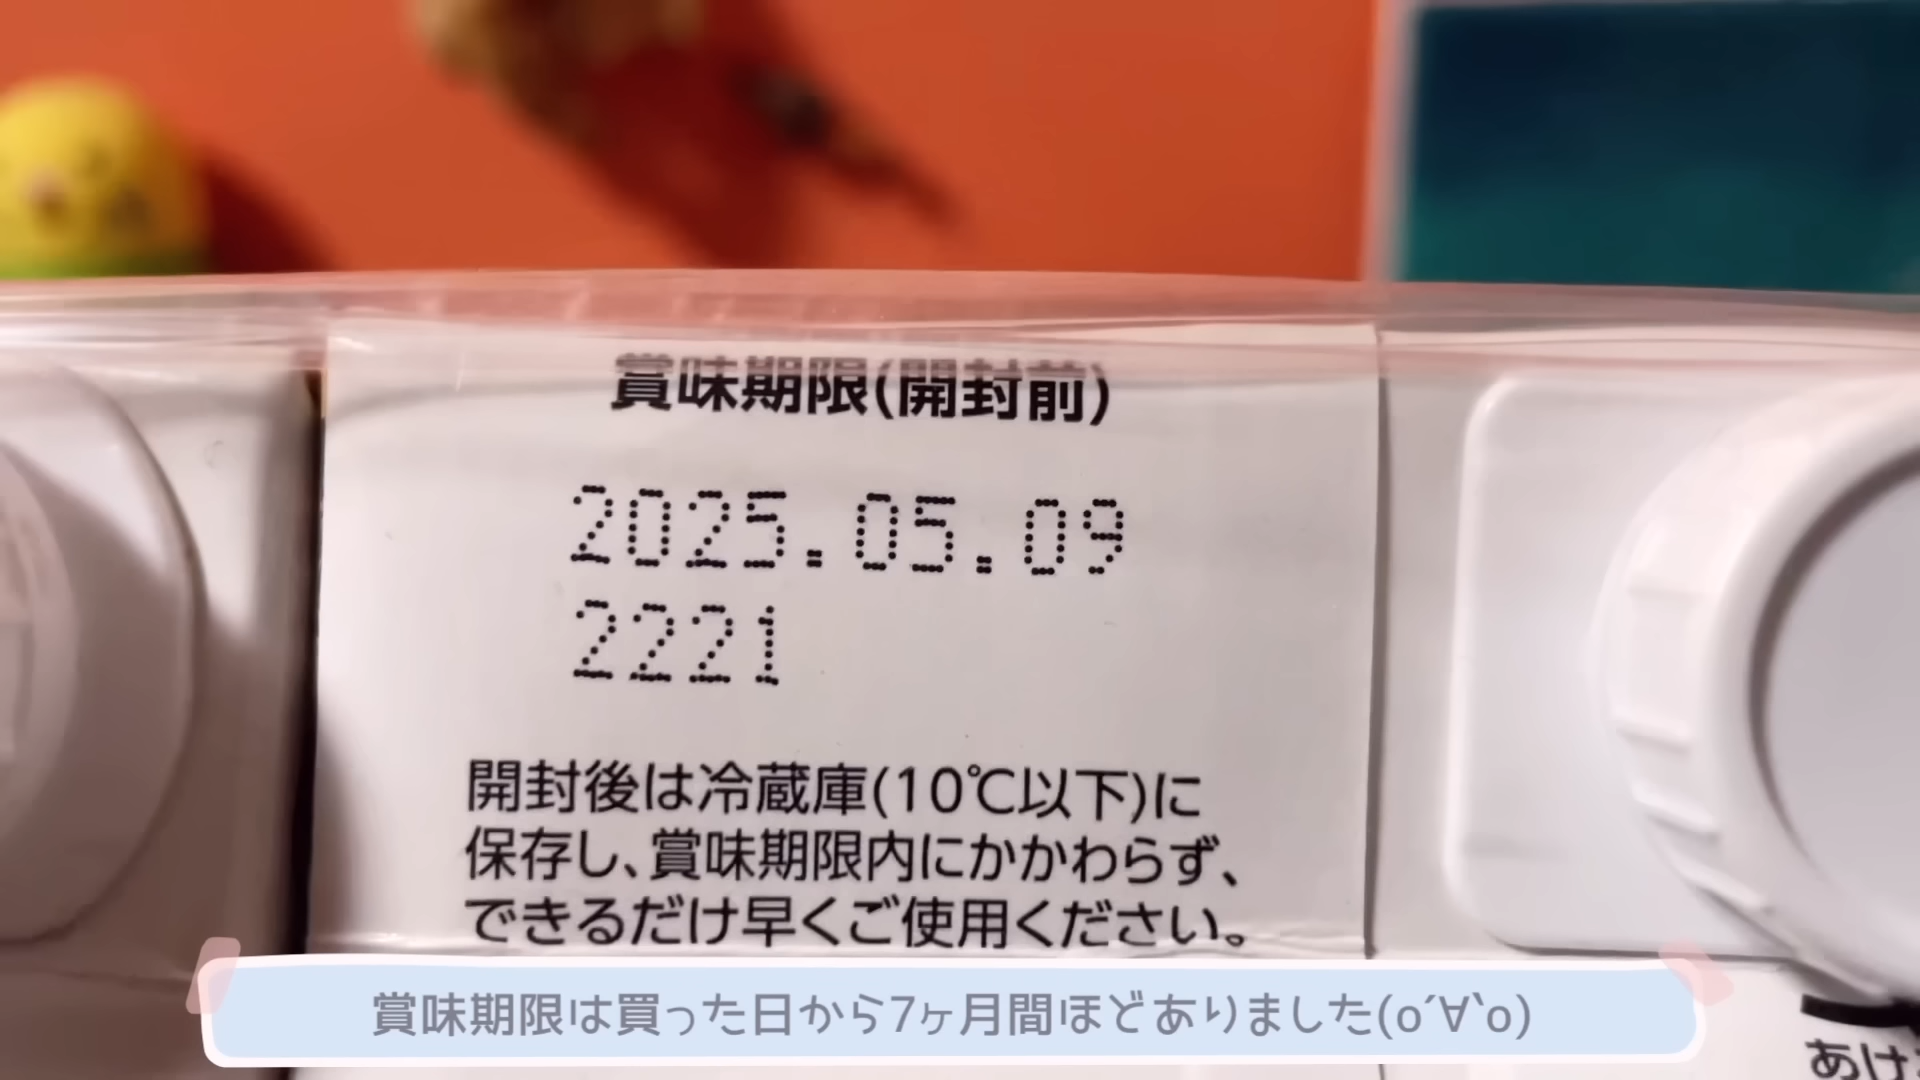 賞味期限(開封前)
2025.05.09
2221
開封後は冷蔵庫(10℃以下)に
保存し、賞味期限内にかかわらず、
できるだけ早くご使用ください。
賞味期限は買った日から7ヶ月間ほどありました(o´∀`o)
あけ